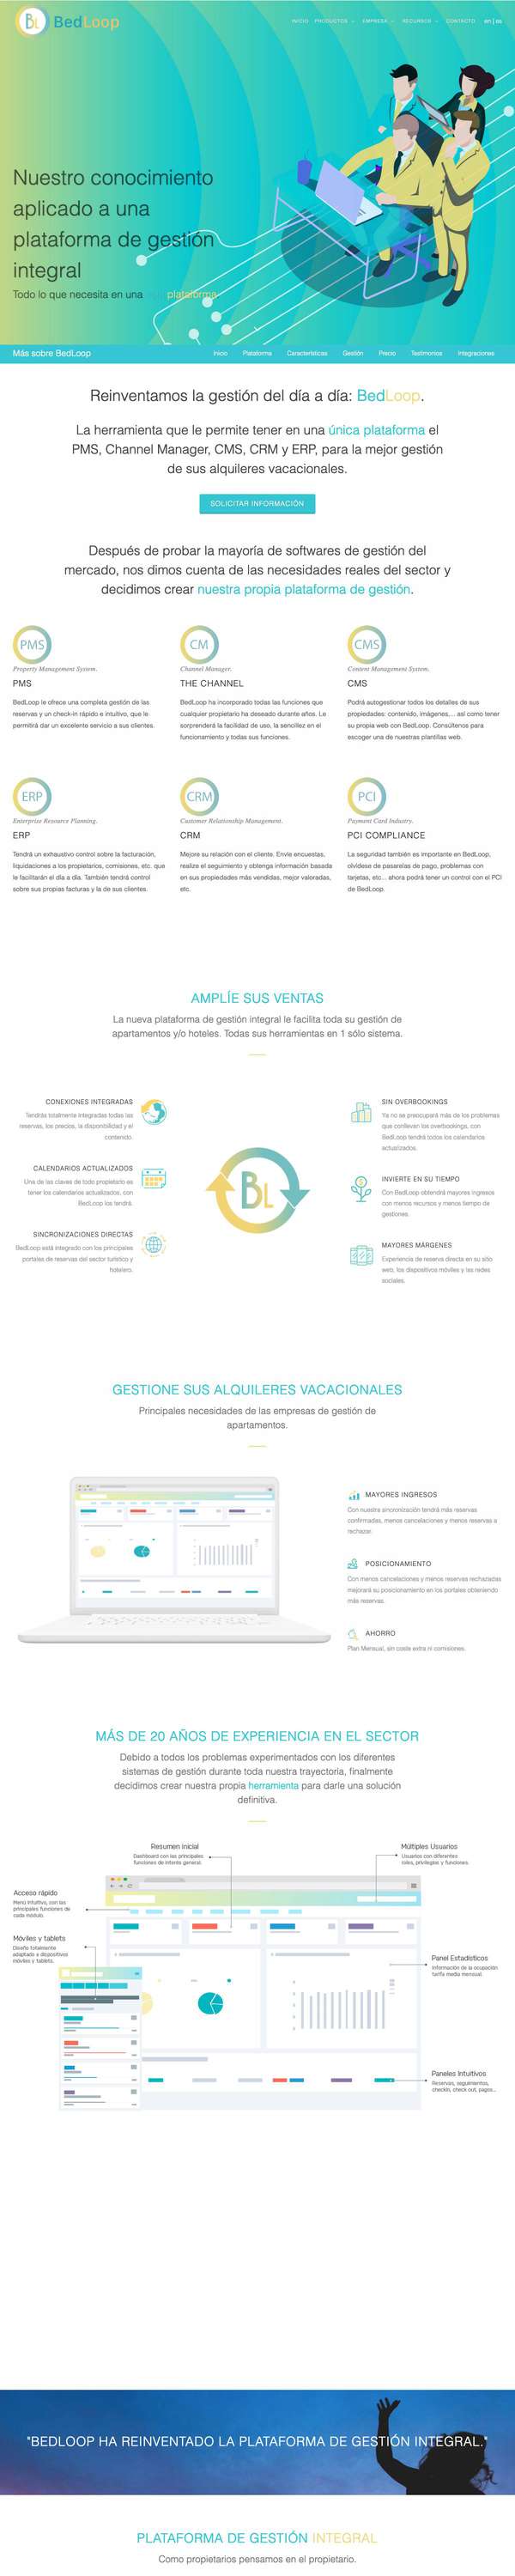 BL BedLoop
INICIO PRODUCTOS EMPRESA RECURSOS CONTACTO en | es
Nuestro conocimiento
aplicado a una
plataforma de gestión
integral
Todo lo que necesita en una plataforma
Más sobre BedLoop
Inicio Plataforma Características Gestión Precio Testimonios Integraciones
Reinventamos la gestión del día a día: BedLoop.
La herramienta que le permite tener en una única plataforma el
PMS, Channel Manager, CMS, CRM y ERP, para la mejor gestión
de sus alquileres vacacionales.
SOLICITAR INFORMACIÓN
Después de probar la mayoría de softwares de gestión del
mercado, nos dimos cuenta de las necesidades reales del sector y
decidimos crear nuestra propia plataforma de gestión.
PMS
Property Management System.
PMS
BedLoop le ofrece una completa gestión de las
reservas y un check-in rápido e intuitivo, que le
permitirá dar un excelente servicio a sus clientes.
CM
Channel Manager.
THE CHANNEL
BedLoop ha incorporado todas las funciones que
cualquier propietario ha deseado durante años. Le
sorprenderá la facilidad de uso, la sencillez en el
funcionamiento y todas sus funciones.
CMS
Content Management System.
CMS
Podrá autogestionar todos los detalles de sus
propiedades: contenido, imágenes,... así como tener
su propia web con BedLoop. Consúltenos para
escoger una de nuestras plantillas web.
ERP
Enterprise Resource Planning.
ERP
Tendrá un exhaustivo control sobre la facturación,
liquidaciones a los propietarios, comisiones, etc. que
le facilitarán el día a día. También tendrá control
sobre sus propias facturas y la de sus clientes.
CRM
Customer Relationship Management.
CRM
Mejore su relación con el cliente. Envíe encuestas,
realize el seguimiento y obtenga información basada
en sus propiedades más vendidas, mejor valoradas,
etc.
PCI
Payment Card Industry.
PCI COMPLIANCE
La seguridad también es importante en BedLoop,
olvídese de pasarelas de pago, problemas con
tarjetas, etc... ahora podrá tener un control con el PCI
de BedLoop.
AMPLÍE SUS VENTAS
La nueva plataforma de gestión integral le facilita toda su gestión de
apartamentos y/o hoteles. Todas sus herramientas en 1 sólo sistema.
CONEXIONES INTEGRADAS
Tendrás totalmente integradas todas las
reservas, los precios, la disponibilidad y el
contenido.
CALENDARIOS ACTUALIZADOS
Una de las claves de todo propietario es
tener los calendarios actualizados, con
BedLoop los tendrá.
SINCRONIZACIONES DIRECTAS
BedLoop está integrado con los principales
portales de reservas del sector turístico y
hotelero.
BL
SIN OVERBOOKINGS
Ya no se preocupará más de los problemas
que conllevan los overbookings, con
BedLoop tendrá todos los calendarios
actualizados.
INVIERTE EN SU TIEMPO
Con BedLoop obtendrá mayores ingresos
con menos recursos y menos tiempo de
gestiones.
MAYORES MÁRGENES
Experiencia de reserva directa en su sitio
web, los dispositivos móviles y las redes
sociales.
GESTIONE SUS ALQUILERES VACACIONALES
Principales necesidades de las empresas de gestión de
apartamentos.
MAYORES INGRESOS
Con nuestra sincronización tendrá más reservas
confirmadas, menos cancelaciones y menos reservas a
rechazar.
POSICIONAMIENTO
Con menos cancelaciones y menos reservas rechazadas
mejorará su posicionamiento en los portales obteniendo
más reservas.
AHORRO
Plan Mensual, sin coste extra ni comisiones.
MÁS DE 20 AÑOS DE EXPERIENCIA EN EL SECTOR
Debido a todos los problemas experimentados con los diferentes
sistemas de gestión durante toda nuestra trayectoria, finalmente
decidimos crear nuestra propia herramienta para darle una solución
definitiva.
Resumen inicial
Dashboard con las principales
funciones de interés general.
Múltiples Usuarios
Usuarios con diferentes
roles, privilegios y funciones
Acceso rápido
Menú intuitivo, con las
principales funciones de
cada módulo.
Móviles y tablets
Diseño totalmente
adaptado a dispositivos
móviles y tablets.
Panel Estadísticos
Información de la ocupación
tarifa media mensual.
Paneles Intuitivos
Reservas, seguimientos,
checkin, check out, pagos...
"BEDLOOP HA REINVENTADO LA PLATAFORMA DE GESTIÓN INTEGRAL."
PLATAFORMA DE GESTIÓN INTEGRAL
Como propietarios pensamos en el propietario.